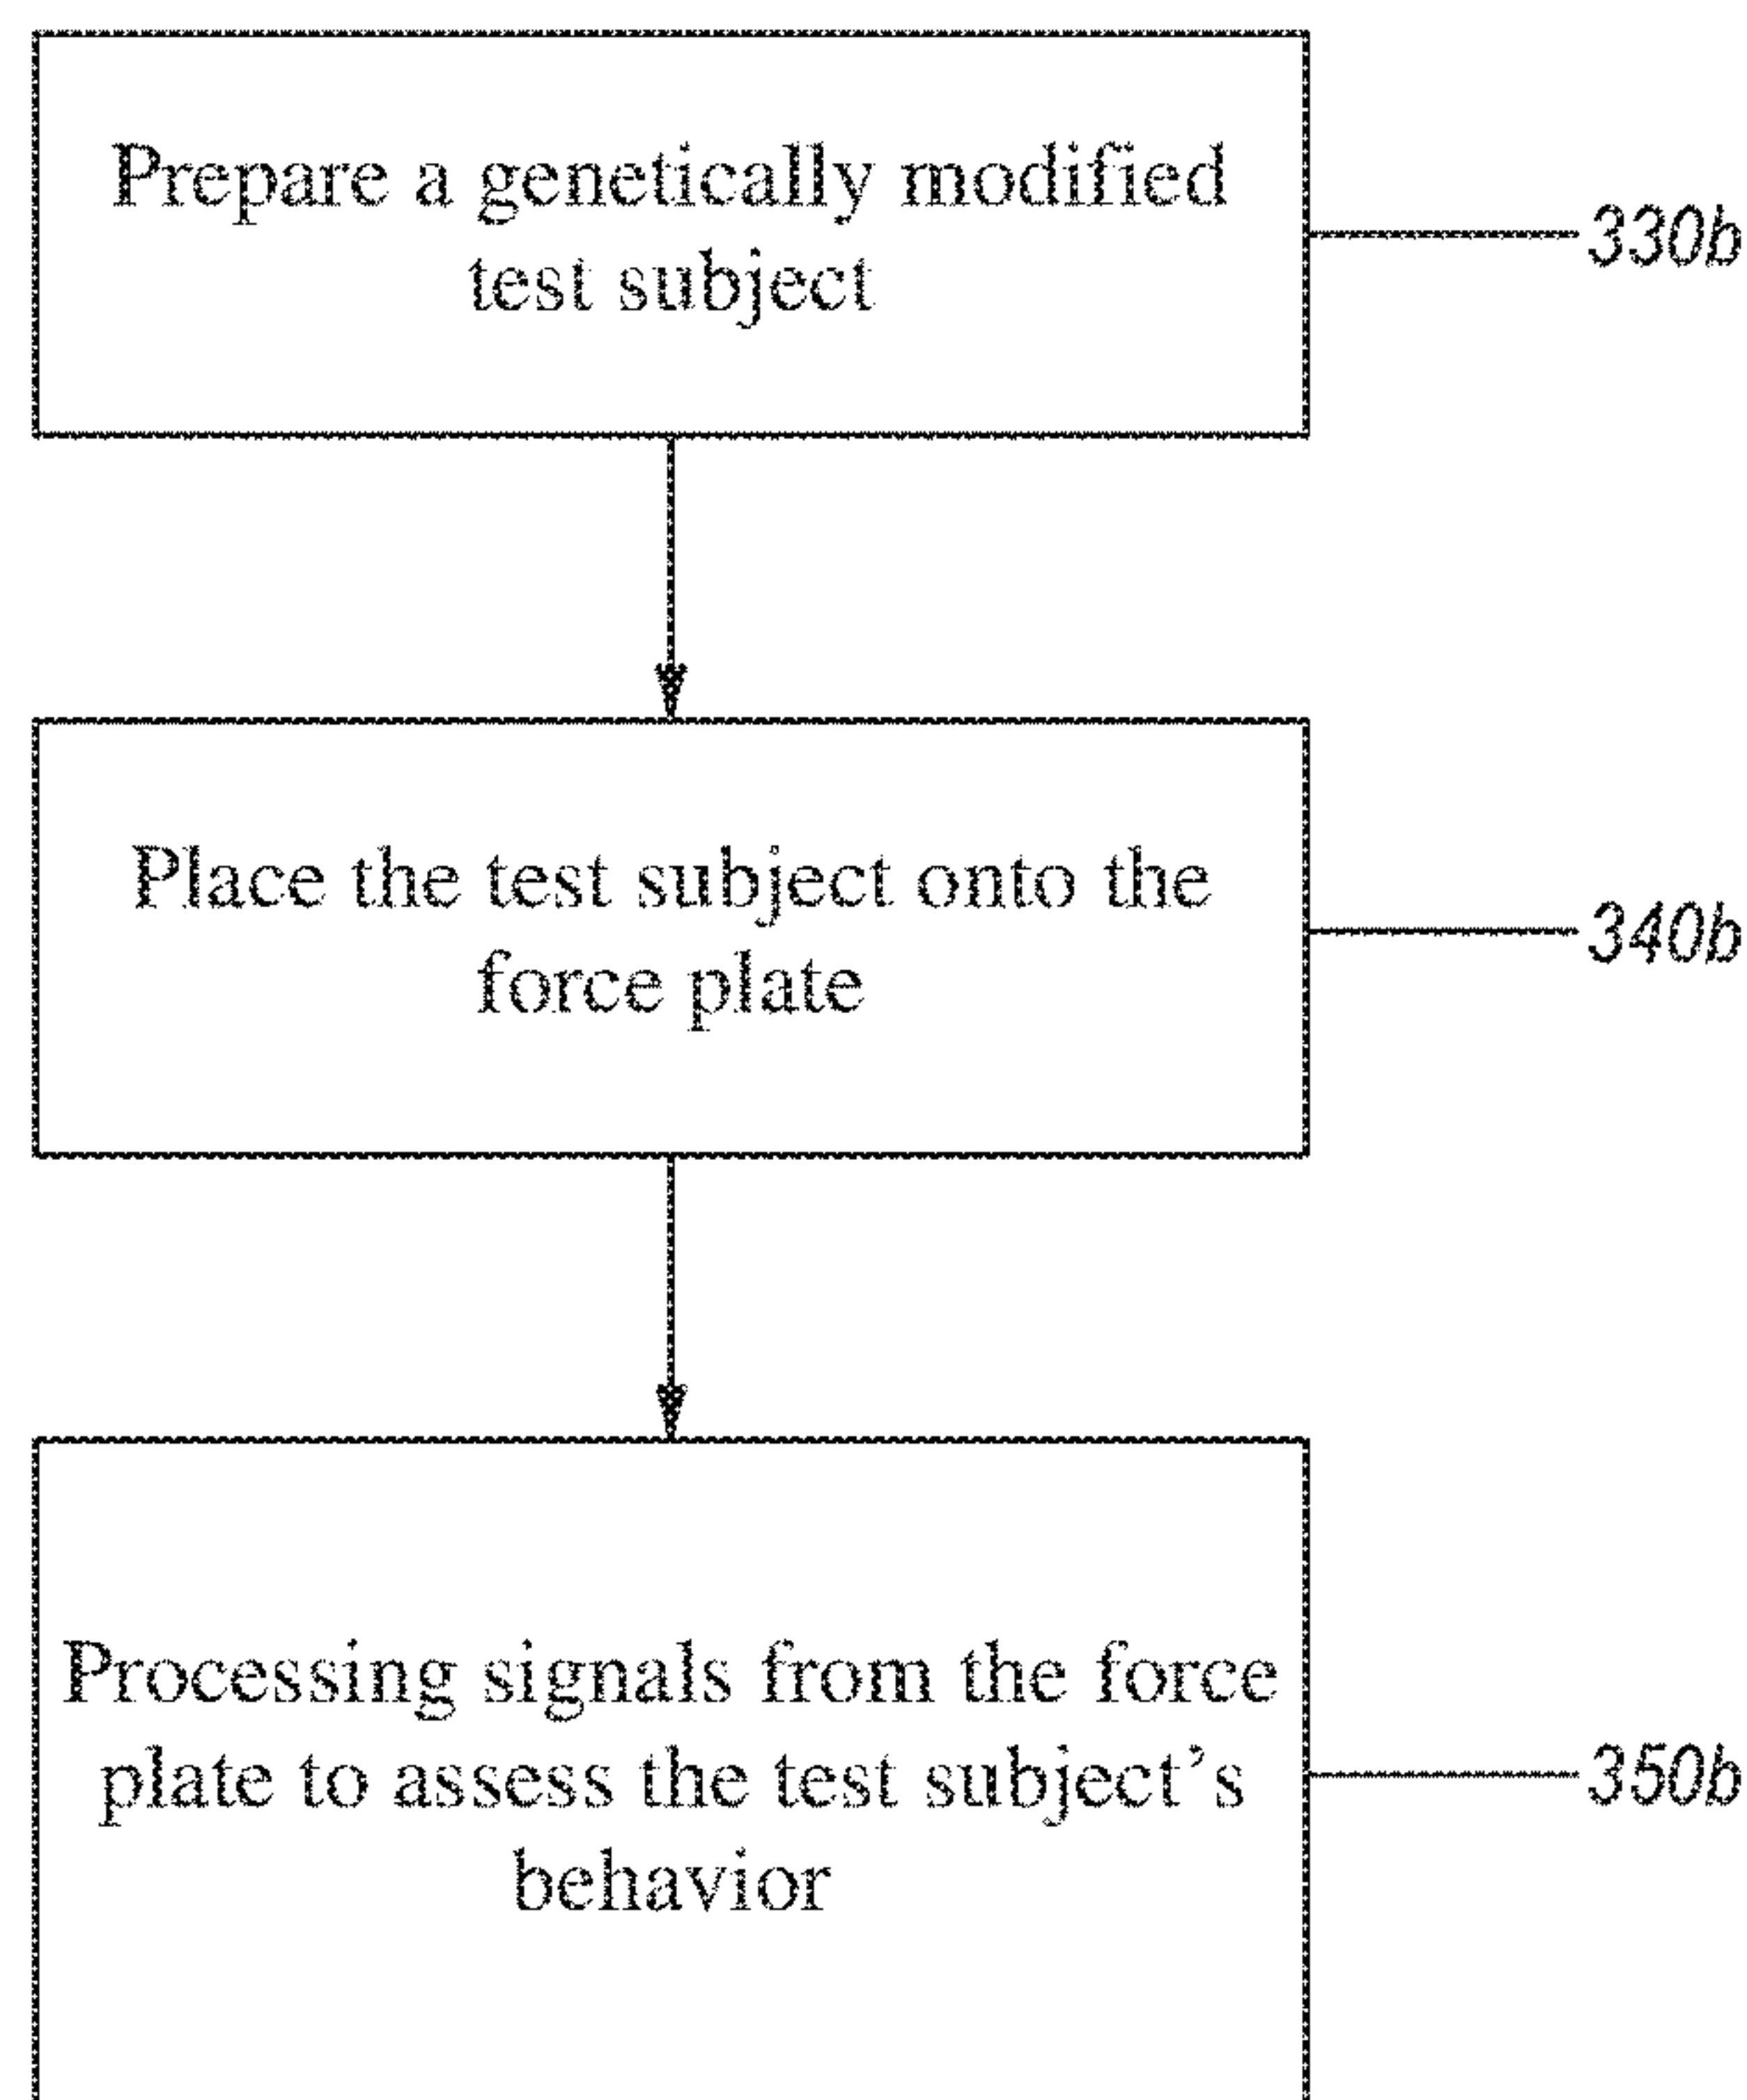 Prepare a genetically modified
test subject
330b
Place the test subject onto the
force plate
340b
Processing signals from the force
plate to assess the test subject's
behavior
350b